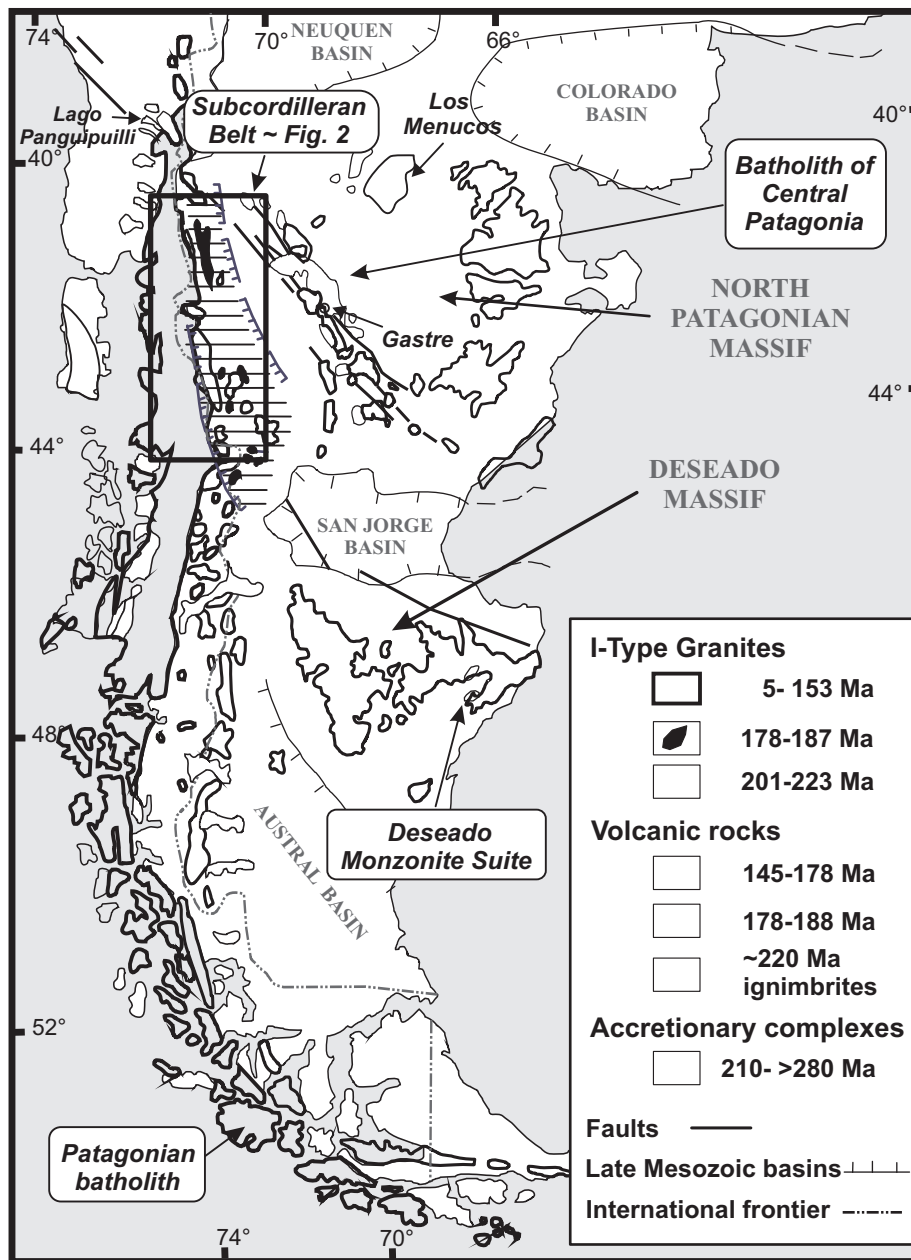 74°
70°
66°
NEUQUEN
BASIN
COLORADO
BASIN
40°
Lago
Panguipuilli
Subcordilleran
Belt ~ Fig. 2
Los
Menucos
40°
Batholith of
Central
Patagonia
NORTH
PATAGONIAN
MASSIF
Gastre
44°
44°
DESEADO
MASSIF
SAN JORGE
BASIN
48°
AUSTRAL BASIN
Deseado
Monzonite Suite
52°
Patagonian
batholith
74°
70°
I-Type Granites
5- 153 Ma
178-187 Ma
201-223 Ma
Volcanic rocks
145-178 Ma
178-188 Ma
~220 Ma
ignimbrites
Accretionary complexes
210- >280 Ma
Faults
Late Mesozoic basins
International frontier